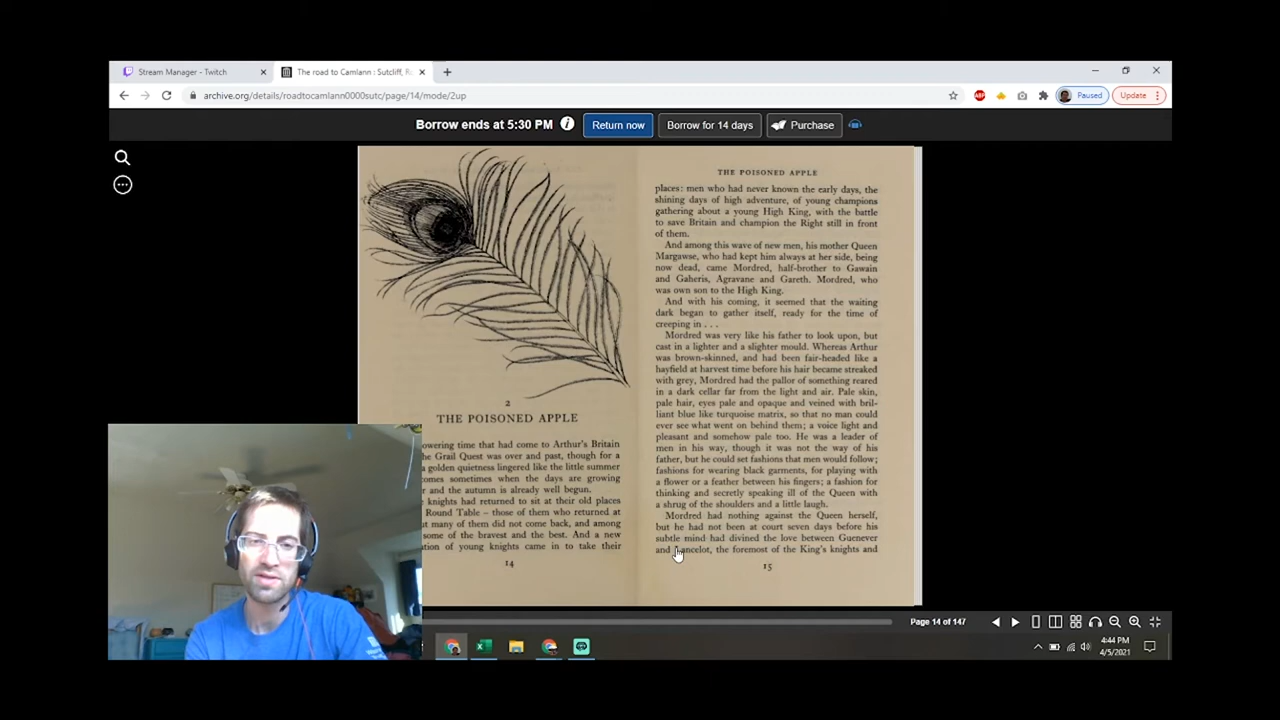 Stream Manager - Twitch
The road to Camlann : Sutcliff, Ro
archive.org/details/roadtocamlann0000sutc/page/14/mode/2up
Paused
Update
Borrow ends at 5:30 PM
Return now
Borrow for 14 days
Purchase
2
THE POISONED APPLE
owering time that had come to Arthur's Britain
he Grail Quest was over and past, though for a
a golden quietness lingered like the little summer
comes sometimes when the days are growing
r and the autumn is already well begun.
knights had returned to sit at their old places
Round Table – those of them who returned at
ut many of them did not come back, and among
some of the bravest and the best. And a new
ation of young knights came in to take their
14
THE POISONED APPLE
places: men who had never known the early days, the
shining days of high adventure, of young champions
gathering about a young High King, with the battle
to save Britain and champion the Right still in front
of them.
And among this wave of new men, his mother Queen
Margawse, who had kept him always at her side, being
now dead, came Mordred, half-brother to Gawain
and Gaheris, Agravane and Gareth. Mordred, who
was own son to the High King.
And with his coming, it seemed that the waiting
dark began to gather itself, ready for the time of
creeping in . . .
Mordred was very like his father to look upon, but
cast in a lighter and a slighter mould. Whereas Arthur
was brown-skinned, and had been fair-headed like a
hayfield at harvest time before his hair became streaked
with grey, Mordred had the pallor of something reared
in a dark cellar far from the light and air. Pale skin,
pale hair, eyes pale and opaque and veined with bril-
liant blue like turquoise matrix, so that no man could
ever see what went on behind them; a voice light and
pleasant and somehow pale too. He was a leader of
men in his way, though it was not the way of his
father, but he could set fashions that men would follow;
fashions for wearing black garments, for playing with
a flower or a feather between his fingers; a fashion for
thinking and secretly speaking ill of the Queen with
a shrug of the shoulders and a little laugh.
Mordred had nothing against the Queen herself,
but he had not been at court seven days before his
subtle mind had divined the love between Guenever
and Lancelot, the foremost of the King's knights and
15
Page 14 of 147
4:44 PM
4/5/2021